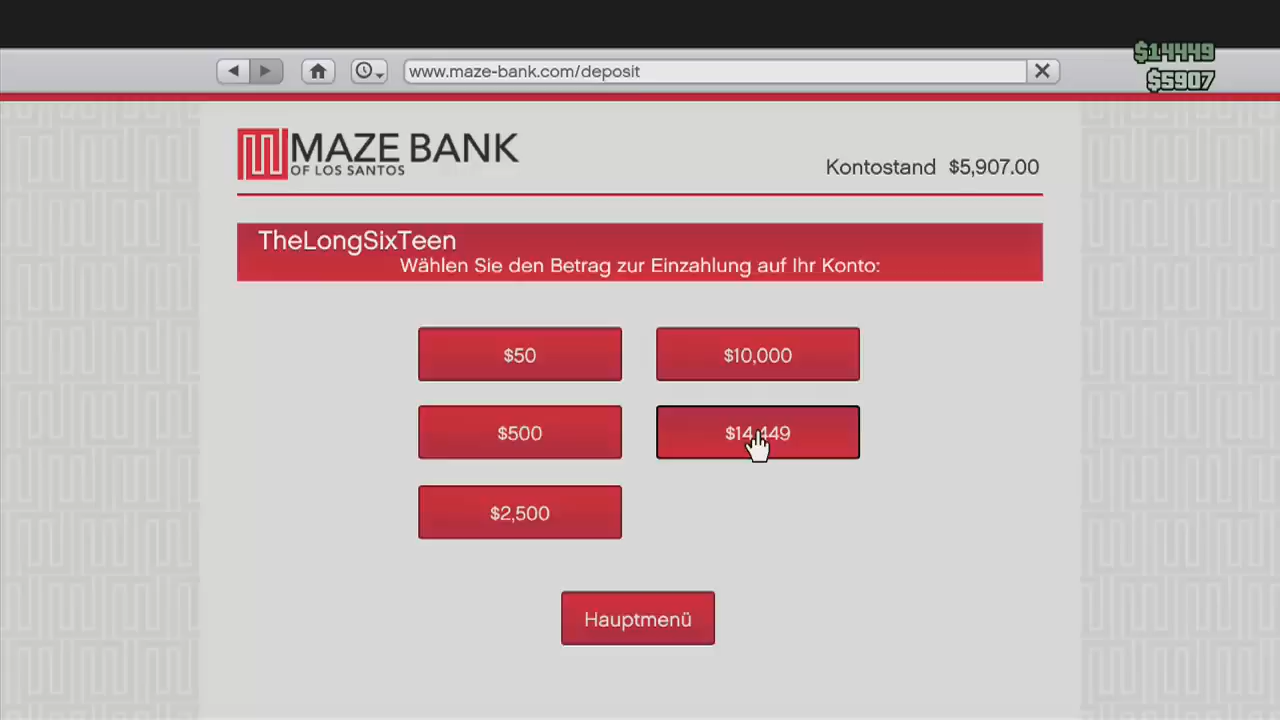 www.maze-bank.com/deposit
$14449
$5907
MAZE BANK
OF LOS SANTOS
Kontostand $5,907.00
TheLongSixTeen
Wählen Sie den Betrag zur Einzahlung auf Ihr Konto:
$50
$10,000
$500
$14,449
$2,500
Hauptmenü